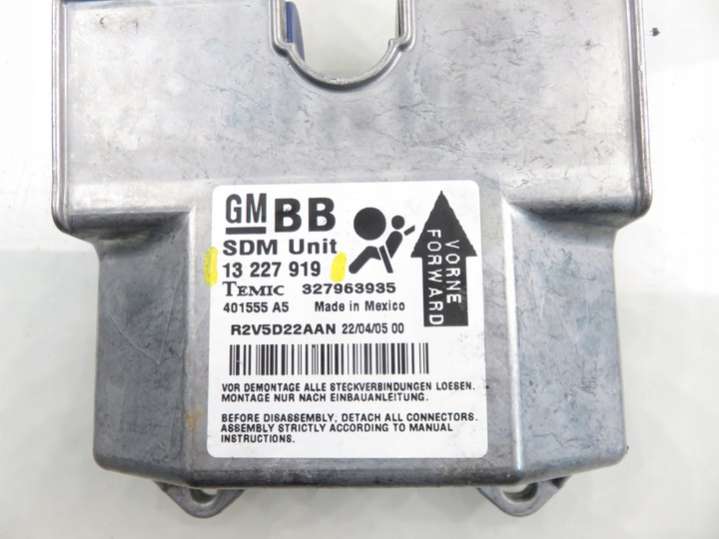 GM BB
SDM Unit
13 227 919
TEMIC 327963935
401555 A5 Made in Mexico
R2V5D22AAN 22/04/05 00
VORNE
FORWARD
VOR DEMONTAGE ALLE STECKVERBINDUNGEN LOESEN.
MONTAGE NUR NACH EINBAUANLEITUNG.
BEFORE DISASSEMBLY, DETACH ALL CONNECTORS.
ASSEMBLY STRICTLY ACCORDING TO MANUAL
INSTRUCTIONS.